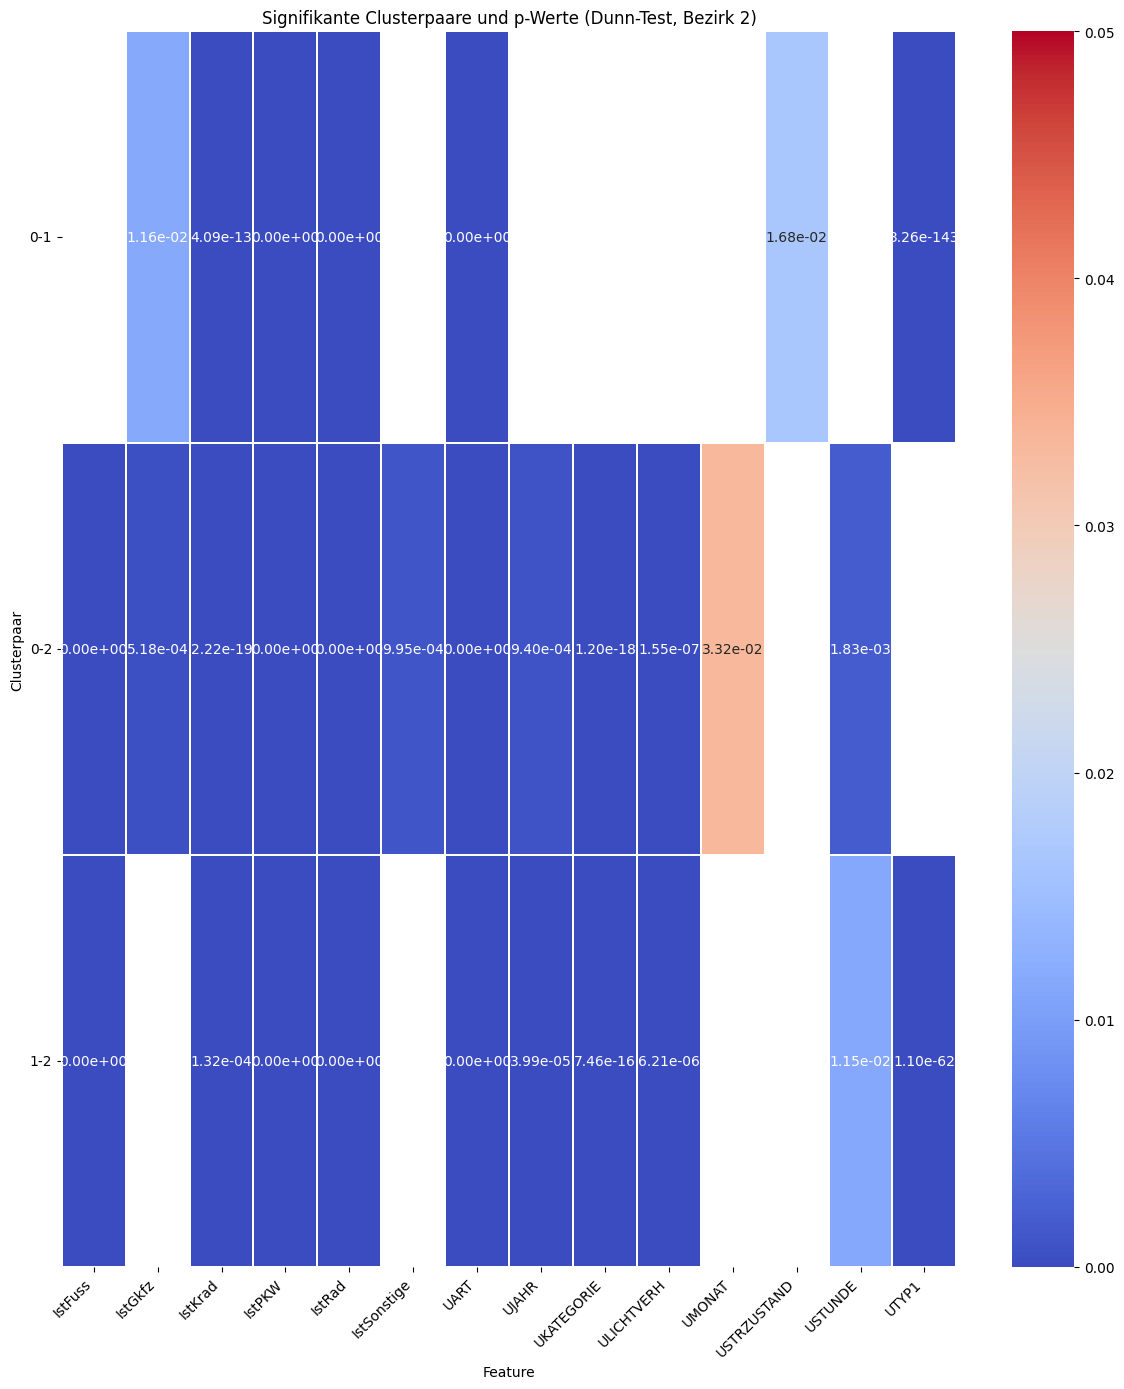 Signifikante Clusterpaare und p-Werte (Dunn-Test, Bezirk 2)
0.05
0.04
0.03
0.02
0.01
0.00
Clusterpaar
0-1
1.16e-02 4.09e-13 0.00e+00 0.00e+00 0.00e+00 1.68e-02 3.26e-143
0-2
0.00e+00 5.18e-04 2.22e-19 0.00e+00 0.00e+00 9.95e-04 0.00e+00 9.40e-04 1.20e-18 1.55e-07 3.32e-02 1.83e-03
1-2
0.00e+00 1.32e-04 0.00e+00 0.00e+00 0.00e+00 3.99e-05 7.46e-16 6.21e-06 1.15e-02 1.10e-62
IstFuss
IstGkfz
IstKrad
IstPKW
IstRad
IstSonstige
UART
UJAHR
UKATEGORIE
ULICHTVERH
UMONAT
USTRZUSTAND
USTUNDE
UTYP1
Feature